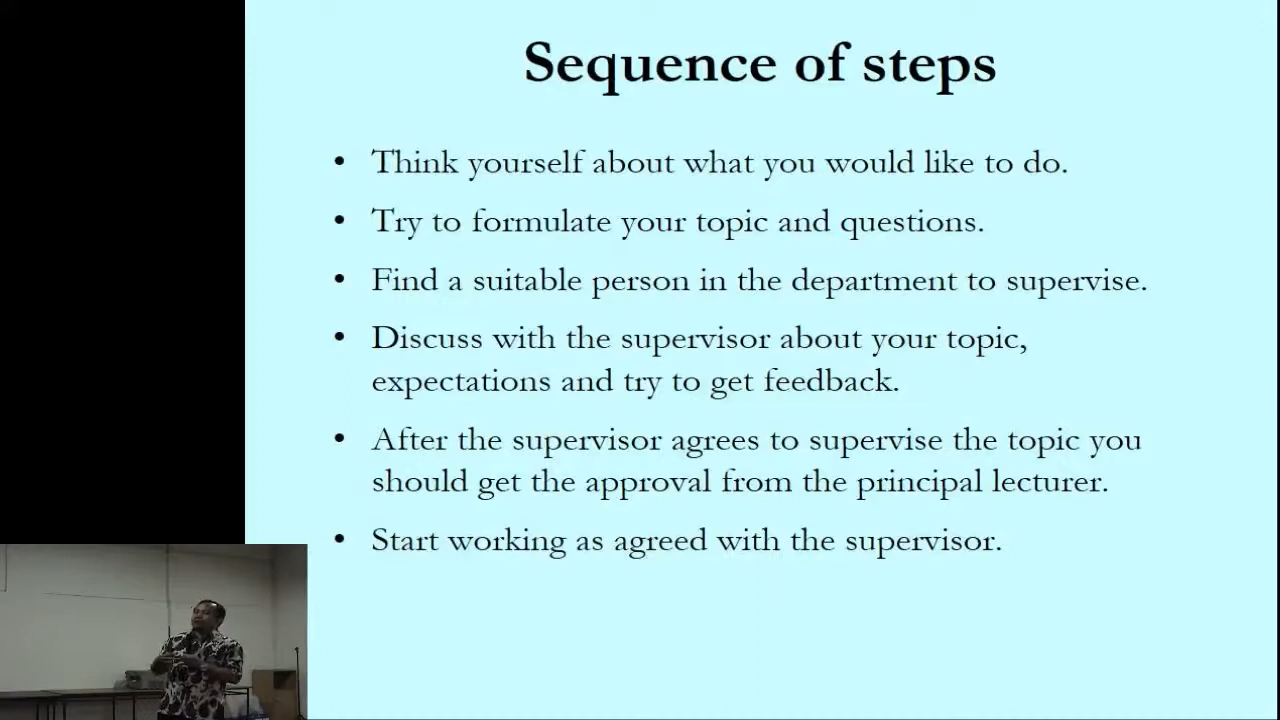 Sequence of steps
• Think yourself about what you would like to do.
• Try to formulate your topic and questions.
• Find a suitable person in the department to supervise.
• Discuss with the supervisor about your topic,
expectations and try to get feedback.
• After the supervisor agrees to supervise the topic you
should get the approval from the principal lecturer.
• Start working as agreed with the supervisor.